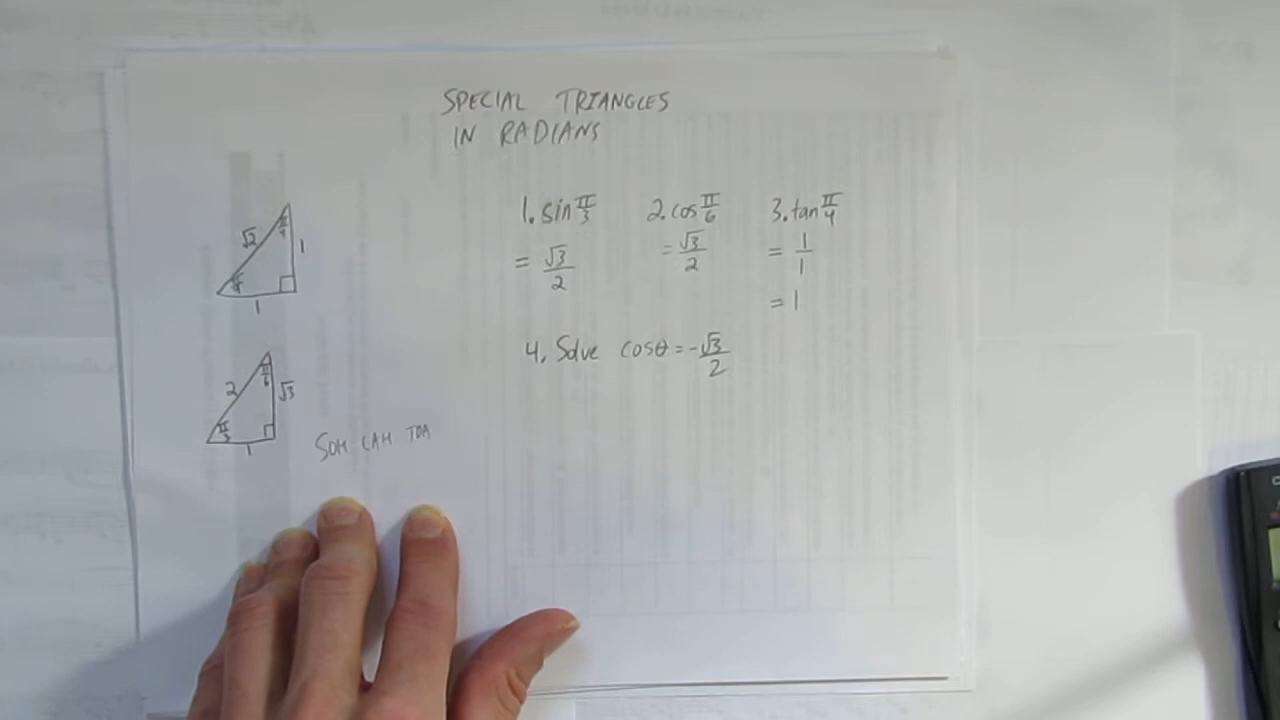 SPECIAL TRIANGLES
IN RADIANS
1. sin π/3 2. cos π/6 3. tan π/4
= √3/2 = √3/2 = 1/1
= 1
4. Solve cosθ = -√3/2
√2 π/4 1
π/4
1
2 π/6 √3
π/3
1
SOH CAH TOA